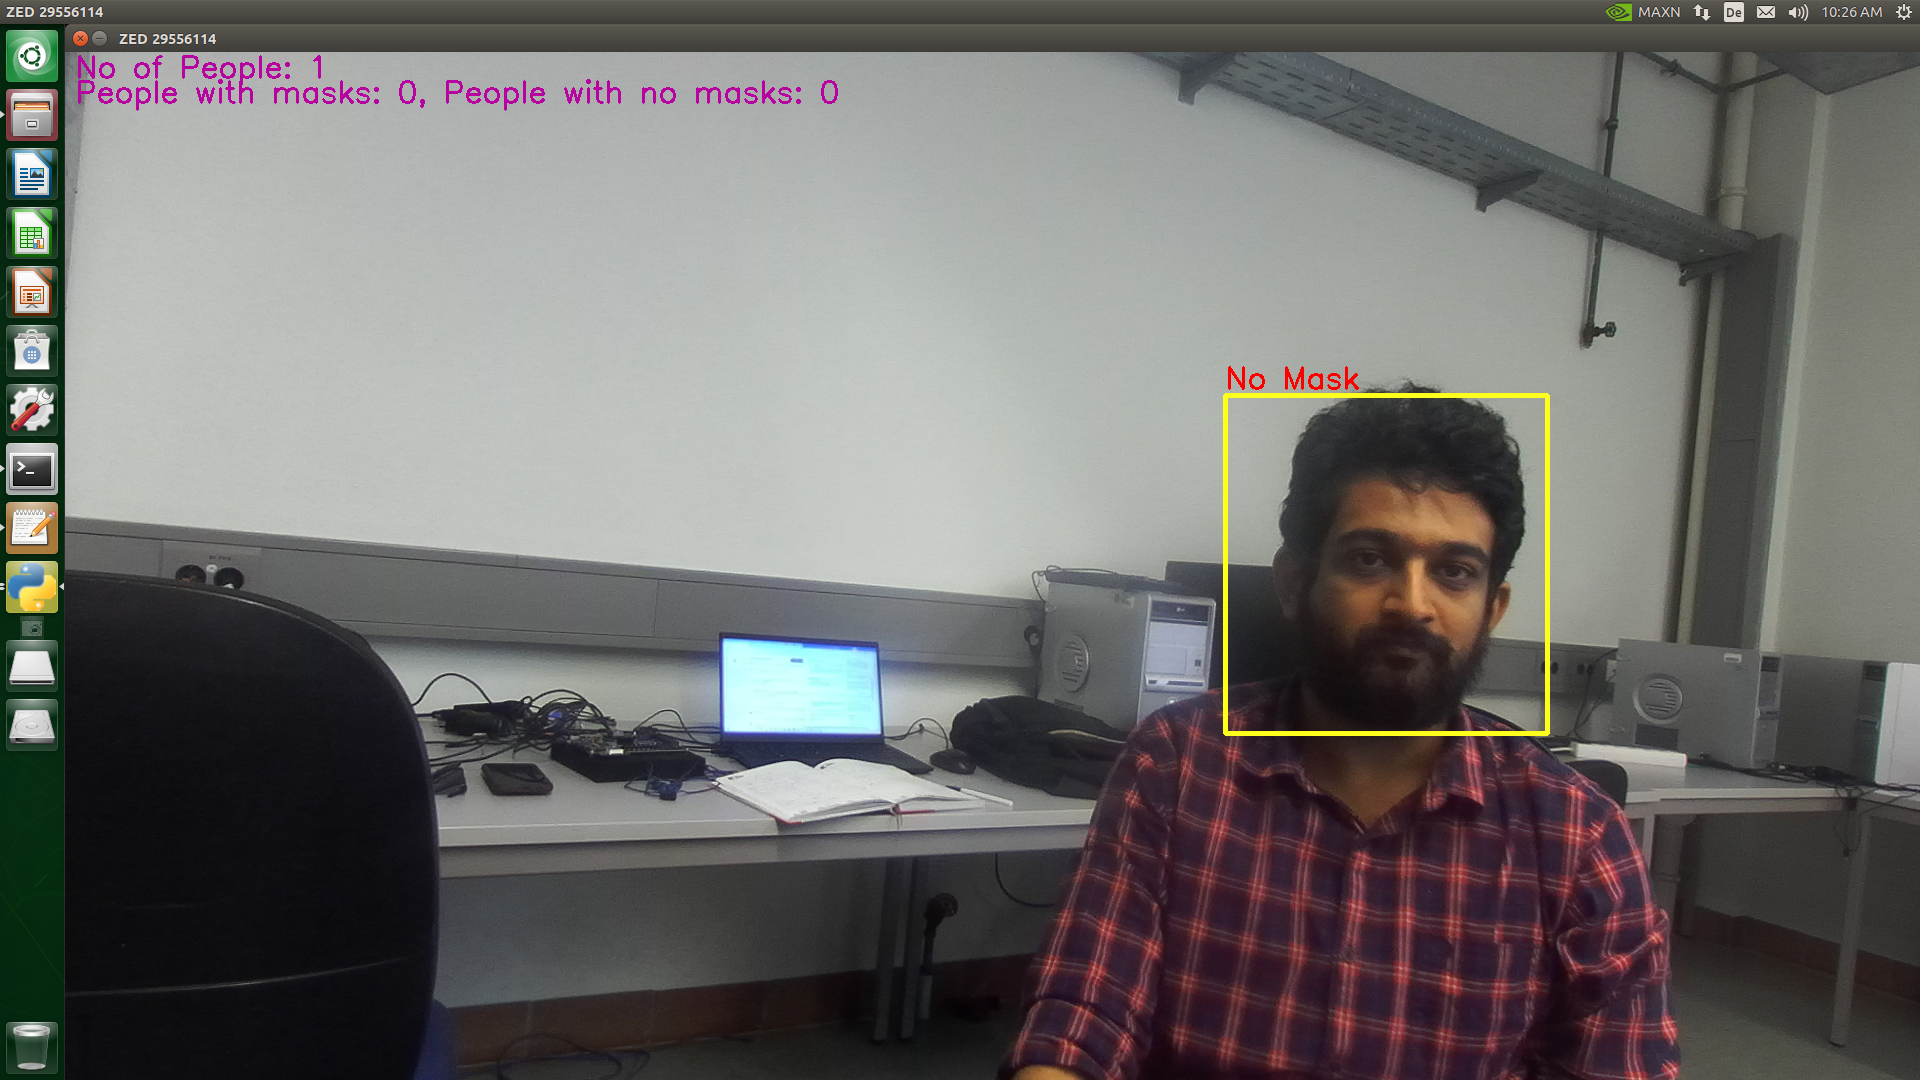 ZED 29556114
MAXN De 10:26 AM
ZED 29556114
No of People: 1
People with masks: 0, People with no masks: 0
No Mask